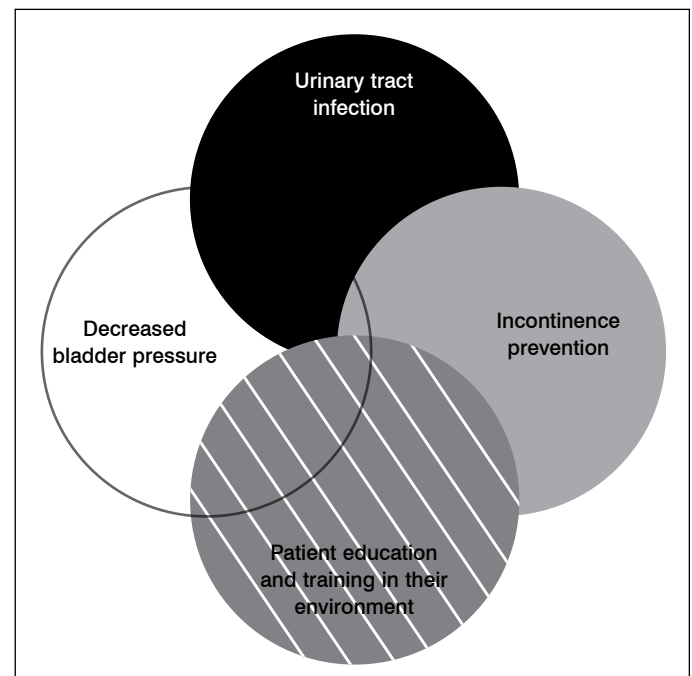 Urinary tract
infection
Decreased
bladder pressure
Incontinence
prevention
Patient education
and training in their
environment